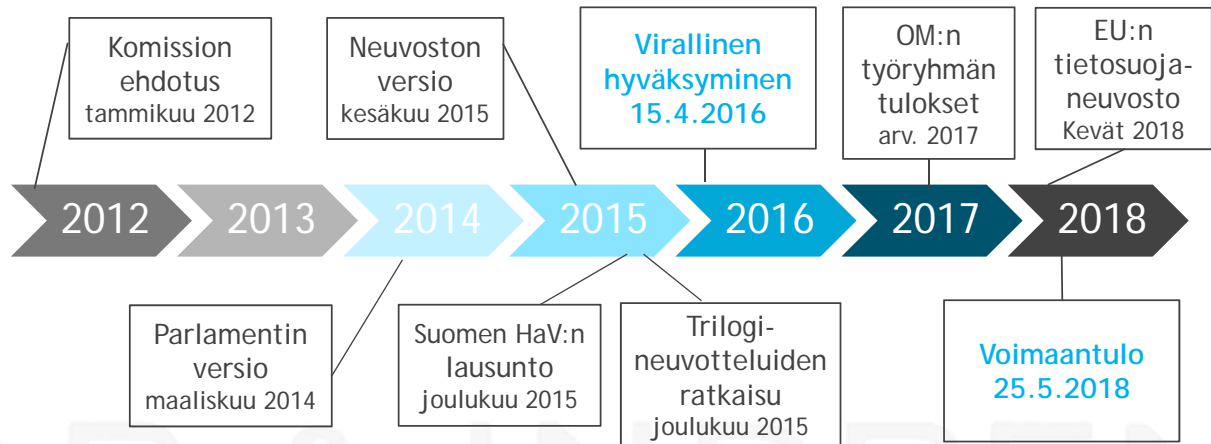 Komission
ehdotus
tammikuu 2012
Neuvoston
versio
kesäkuu 2015
Virallinen
hyväksyminen
15.4.2016
OM:n
työryhmän
tulokset
arv. 2017
EU:n
tietosuoja-
neuvosto
Kevät 2018
2012
2013
2014
2015
2016
2017
2018
Parlamentin
versio
maaliskuu 2014
Suomen HaV:n
lausunto
joulukuu 2015
Trilogi-
neuvotteluiden
ratkaisu
joulukuu 2015
Voimaantulo
25.5.2018